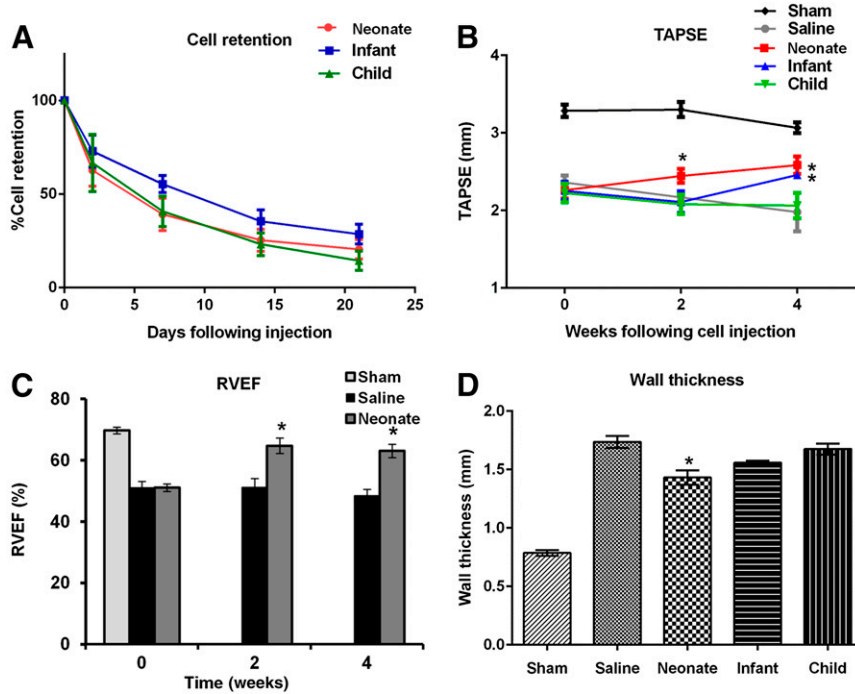 A
Cell retention
Neonate
Infant
Child
%Cell retention
100
50
0
0 5 10 15 20 25
Days following injection
B
TAPSE
Sham
Saline
Neonate
Infant
Child
TAPSE (mm)
4
3
2
1
*
*
*
0 2 4
Weeks following cell injection
C
RVEF
Sham
Saline
Neonate
RVEF (%)
80
60
40
20
0
*
*
0 2 4
Time (weeks)
D
Wall thickness
Wall thickness (mm)
2.0
1.5
1.0
0.5
0.0
*
Sham Saline Neonate Infant Child